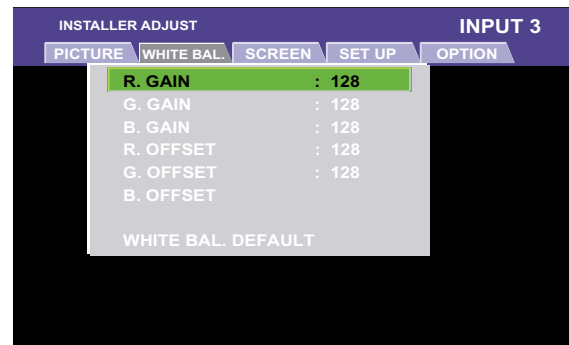 INSTALLER ADJUST INPUT 3
PICTURE WHITE BAL. SCREEN SET UP OPTION
R. GAIN : 128
G. GAIN
B. GAIN : 128
R. OFFSET : 128
G. OFFSET : 128
B. OFFSET
WHITE BAL. DEFAULT